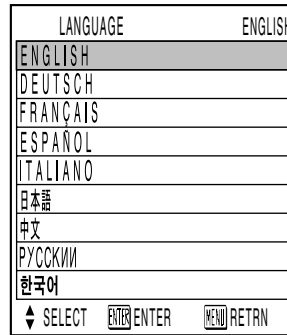 LANGUAGE ENGLISH
ENGLISH
DEUTSCH
FRANÇAIS
ESPAÑOL
ITALIANO
日本語
中文
РУССКИИ
한국어
SELECT ENTER ENTER MENU RETRN